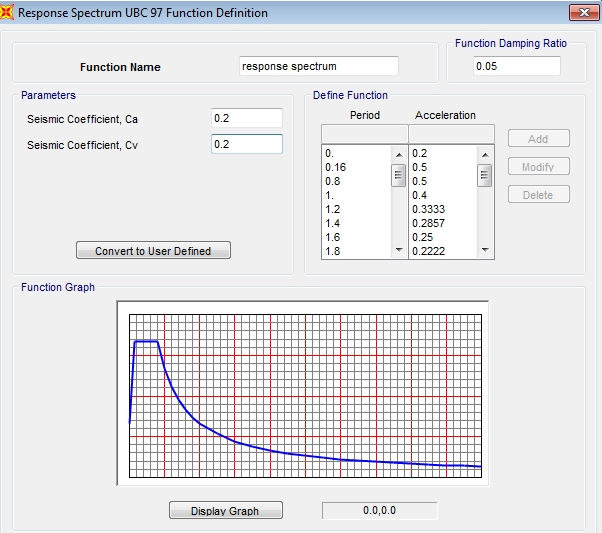 Response Spectrum UBC 97 Function Definition
Function Damping Ratio
Function Name
response spectrum
0.05
Parameters
Define Function
Seismic Coefficient, Ca
0.2
Seismic Coefficient, Cv
0.2
Period Acceleration
0. 0.2
0.16 0.5
0.8 0.5
1. 0.4
1.2 0.3333
1.4 0.2857
1.6 0.25
1.8 0.2222
Add
Modify
Delete
Convert to User Defined
Function Graph
Display Graph
0.0,0.0